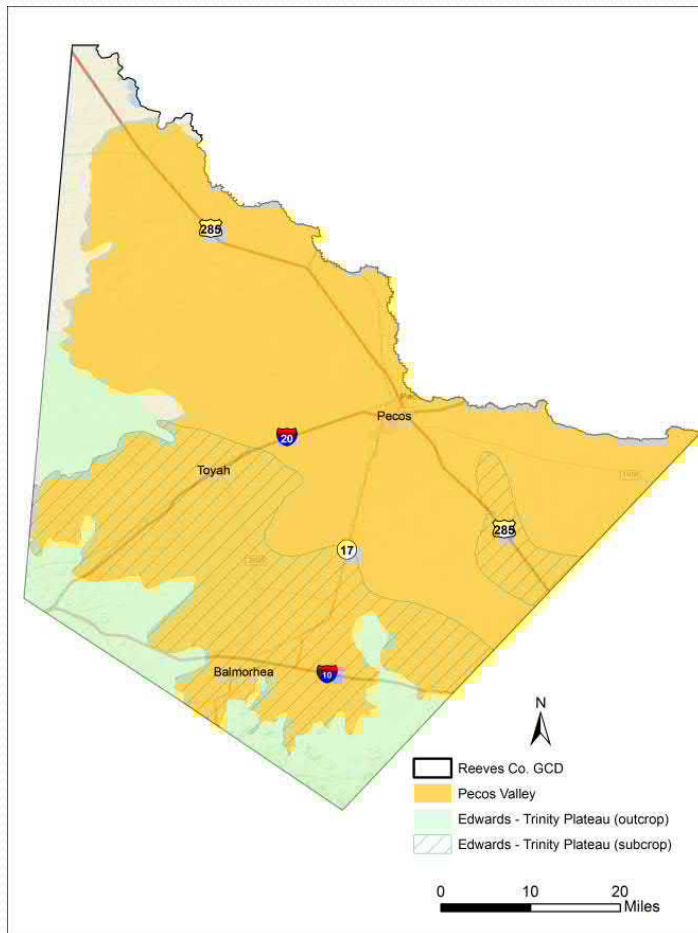 285
Pecos
20
Toyah
285
17
Balmorhea
10
N
Reeves Co. GCD
Pecos Valley
Edwards - Trinity Plateau (outcrop)
Edwards - Trinity Plateau (subcrop)
0 10 20
Miles